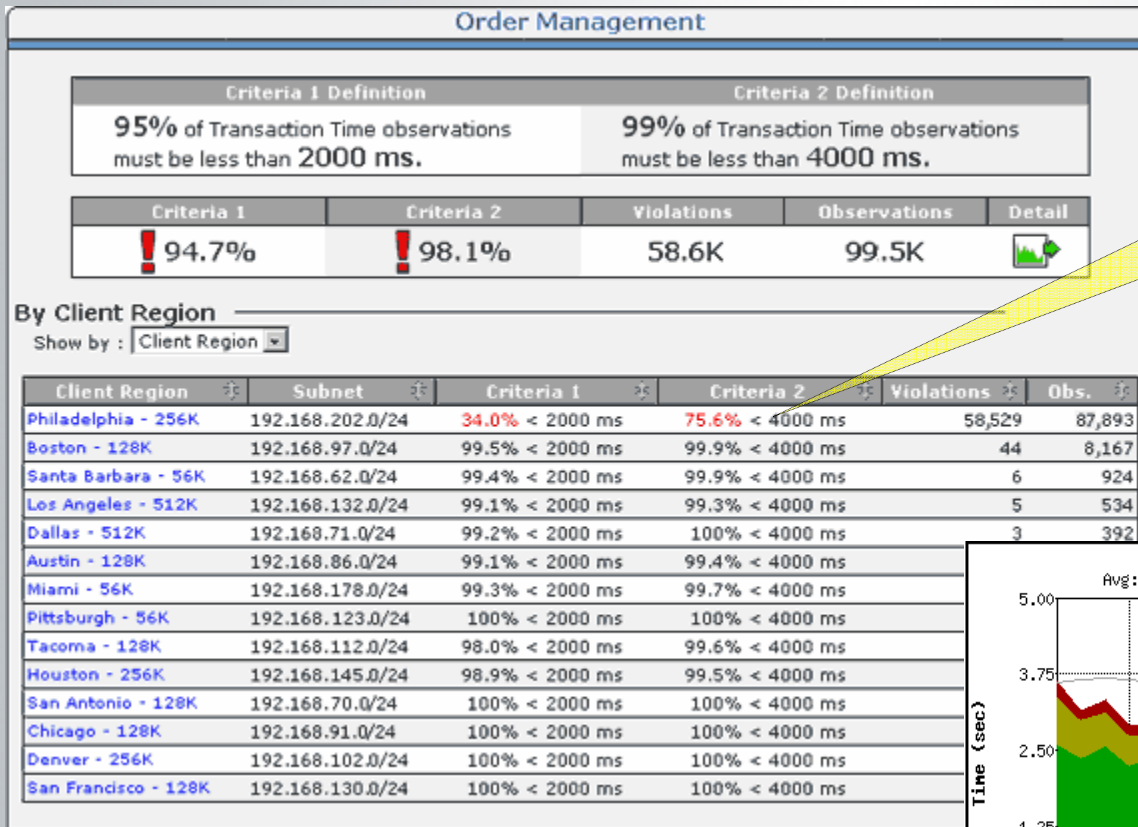 Order Management
Criteria 1 Definition Criteria 2 Definition
95% of Transaction Time observations 99% of Transaction Time observations
must be less than 2000 ms. must be less than 4000 ms.
Criteria 1 Criteria 2 Violations Observations Detail
94.7% 98.1% 58.6K 99.5K
By Client Region
Show by : Client Region
Client Region Subnet Criteria 1 Criteria 2 Violations Obs.
Philadelphia - 256K 192.168.202.0/24 34.0% < 2000 ms 75.6% < 4000 ms 58,529 87,893
Boston - 128K 192.168.97.0/24 99.5% < 2000 ms 99.9% < 4000 ms 44 8,167
Santa Barbara - 56K 192.168.62.0/24 99.4% < 2000 ms 99.9% < 4000 ms 6 924
Los Angeles - 512K 192.168.132.0/24 99.1% < 2000 ms 99.3% < 4000 ms 5 534
Dallas - 512K 192.168.71.0/24 99.2% < 2000 ms 100% < 4000 ms 3 392
Austin - 128K 192.168.86.0/24 99.1% < 2000 ms 99.4% < 4000 ms
Miami - 56K 192.168.178.0/24 99.3% < 2000 ms 99.7% < 4000 ms
Pittsburgh - 56K 192.168.123.0/24 100% < 2000 ms 100% < 4000 ms
Tacoma - 128K 192.168.112.0/24 98.0% < 2000 ms 99.6% < 4000 ms
Houston - 256K 192.168.145.0/24 98.9% < 2000 ms 99.5% < 4000 ms
San Antonio - 128K 192.168.70.0/24 100% < 2000 ms 100% < 4000 ms
Chicago - 128K 192.168.91.0/24 100% < 2000 ms 100% < 4000 ms
Denver - 256K 192.168.102.0/24 100% < 2000 ms 100% < 4000 ms
San Francisco - 128K 192.168.130.0/24 100% < 2000 ms 100% < 4000 ms
Avg:
5.00
3.75
2.50
1.25
Time (sec)